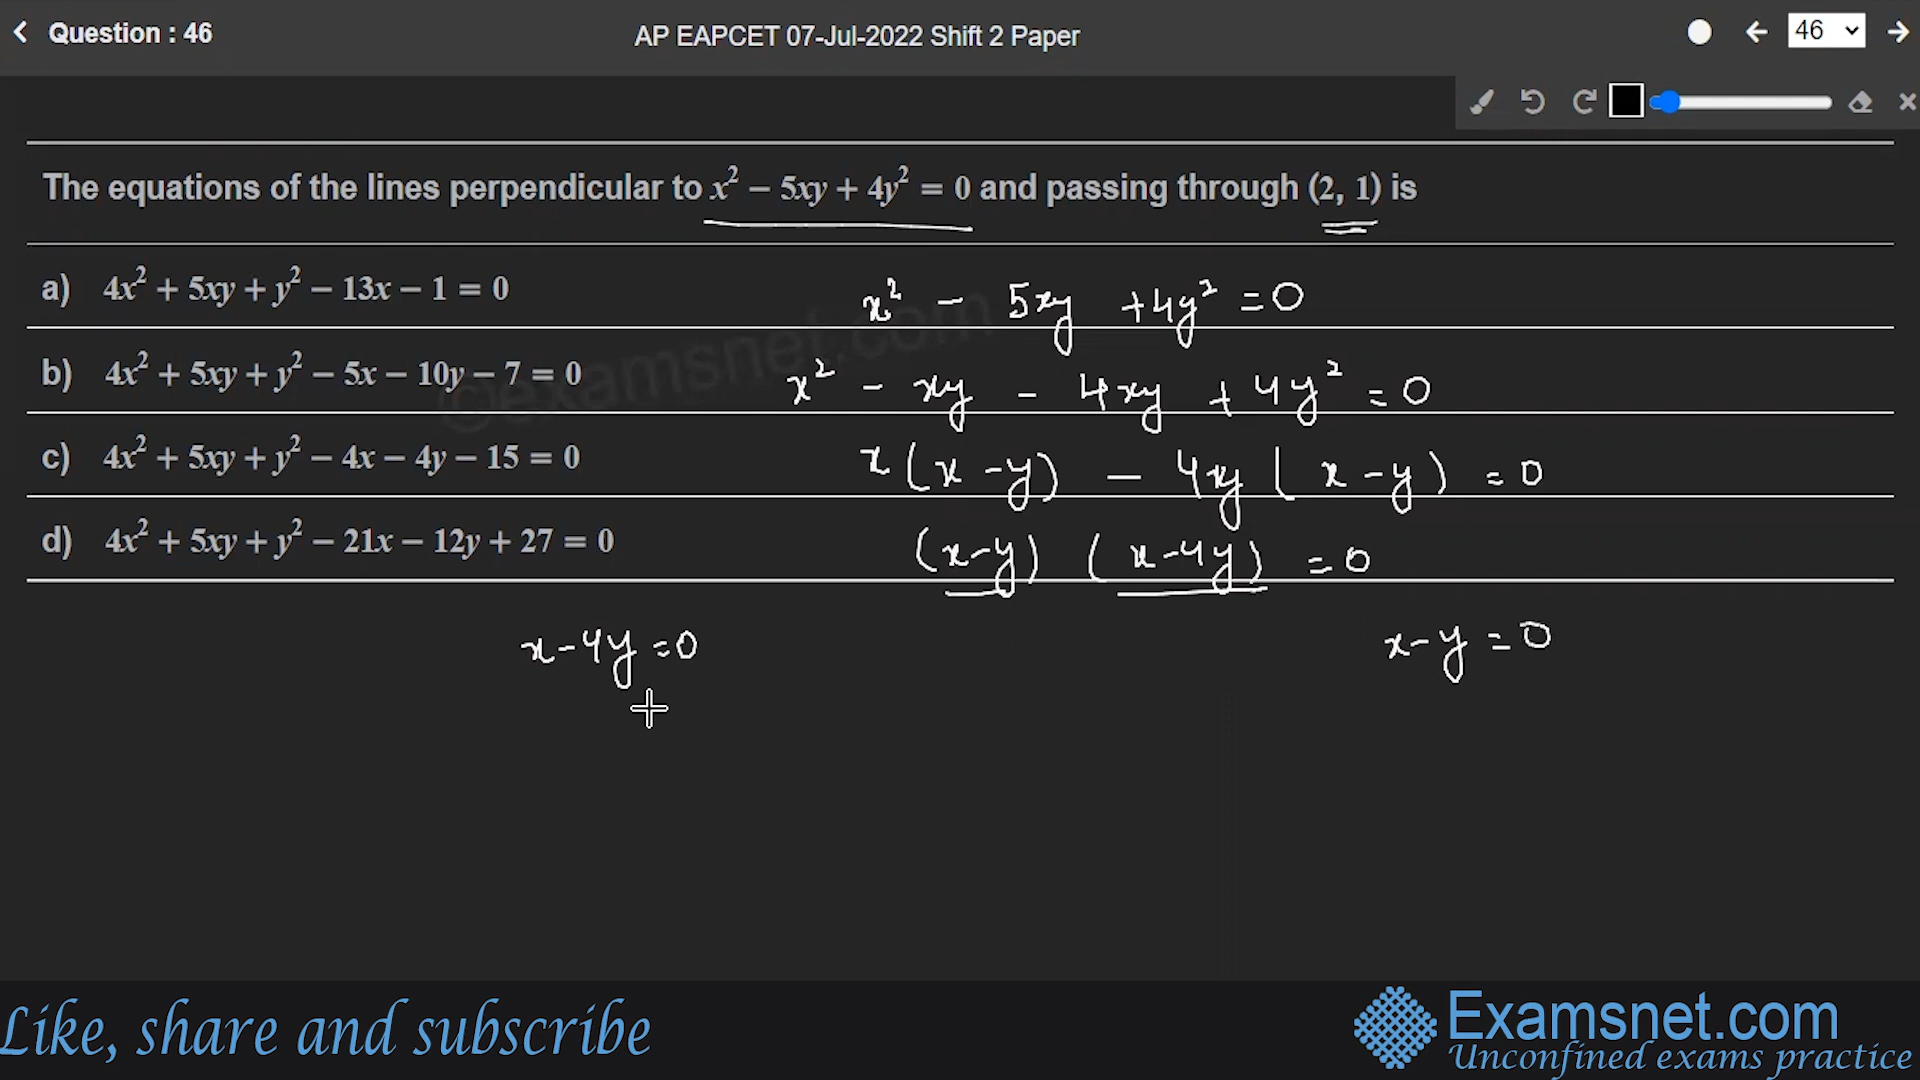 Question : 46
AP EAPCET 07-Jul-2022 Shift 2 Paper
46
The equations of the lines perpendicular to x² − 5xy + 4y² = 0 and passing through (2, 1) is
a) 4x² + 5xy + y² − 13x − 1 = 0
x² − 5xy + 4y² = 0
b) 4x² + 5xy + y² − 5x − 10y − 7 = 0
x² − xy − 4xy + 4y² = 0
c) 4x² + 5xy + y² − 4x − 4y − 15 = 0
x(x − y) − 4xy(x − y) = 0
d) 4x² + 5xy + y² − 21x − 12y + 27 = 0
(x − y) (x − 4y) = 0
x − 4y = 0
x − y = 0
©examsnet.com
Like, share and subscribe
Examsnet.com
Unconfined exams practice